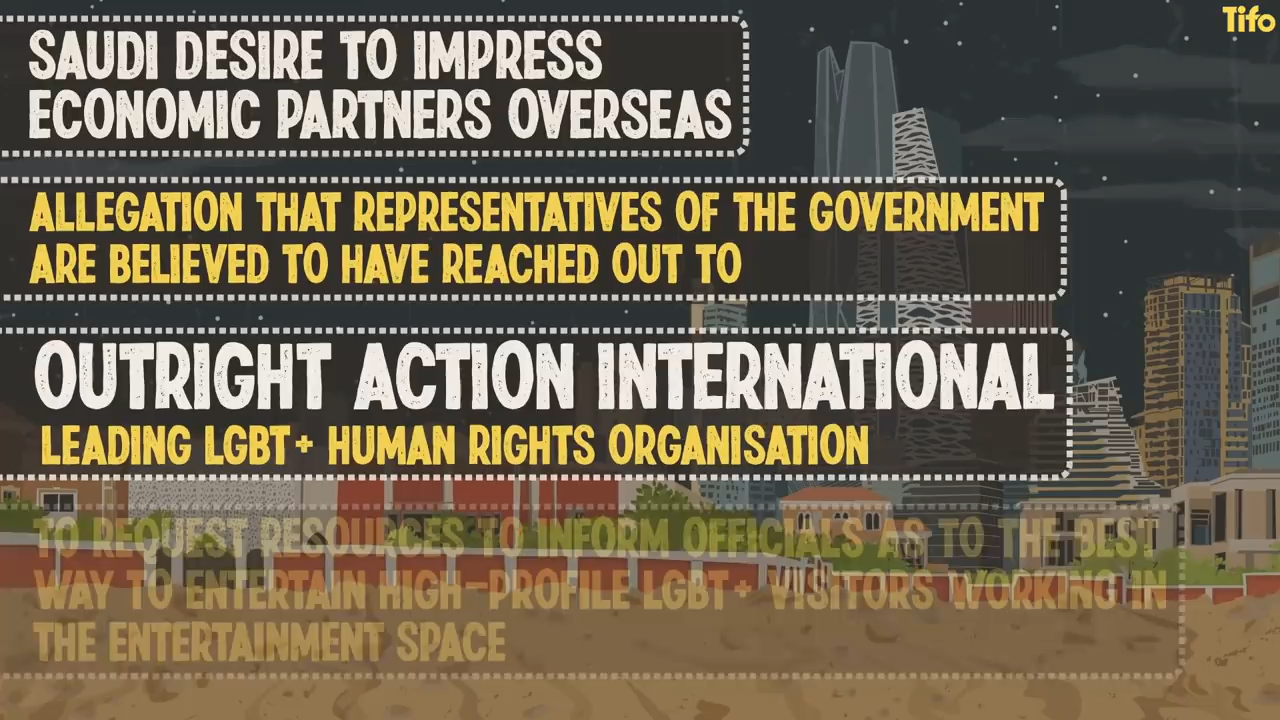 Tifo
SAUDI DESIRE TO IMPRESS
ECONOMIC PARTNERS OVERSEAS
ALLEGATION THAT REPRESENTATIVES OF THE GOVERNMENT
ARE BELIEVED TO HAVE REACHED OUT TO
OUTRIGHT ACTION INTERNATIONAL
LEADING LGBT+ HUMAN RIGHTS ORGANISATION
TO REQUEST RESOURCES TO INFORM OFFICIALS AS TO THE BEST
WAY TO ENTERTAIN HIGH-PROFILE LGBT+ VISITORS WORKING IN
THE ENTERTAINMENT SPACE